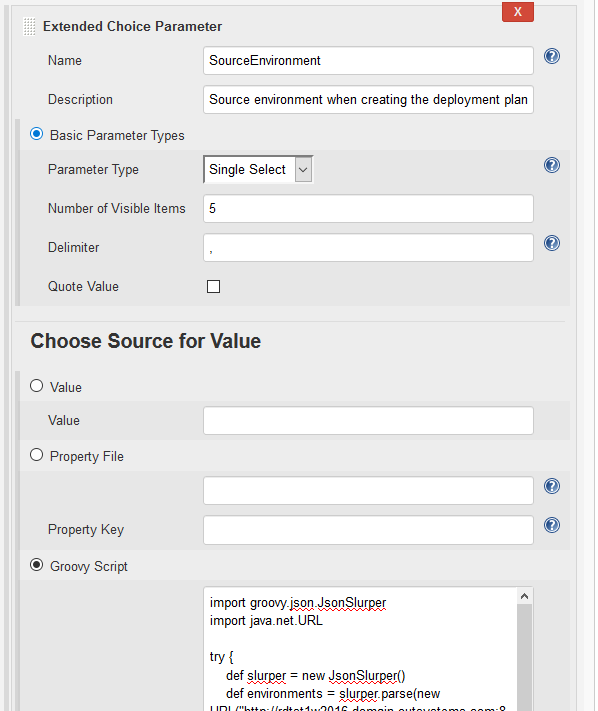 X
Extended Choice Parameter
Name
SourceEnvironment
Description
Source environment when creating the deployment plan
Basic Parameter Types
Parameter Type
Single Select
Number of Visible Items
5
Delimiter
,
Quote Value
Choose Source for Value
Value
Value
Property File
Property Key
Groovy Script
import groovy.json.JsonSlurper
import java.net.URL
try {
def slurper = new JsonSlurper()
def environments = slurper.parse(new